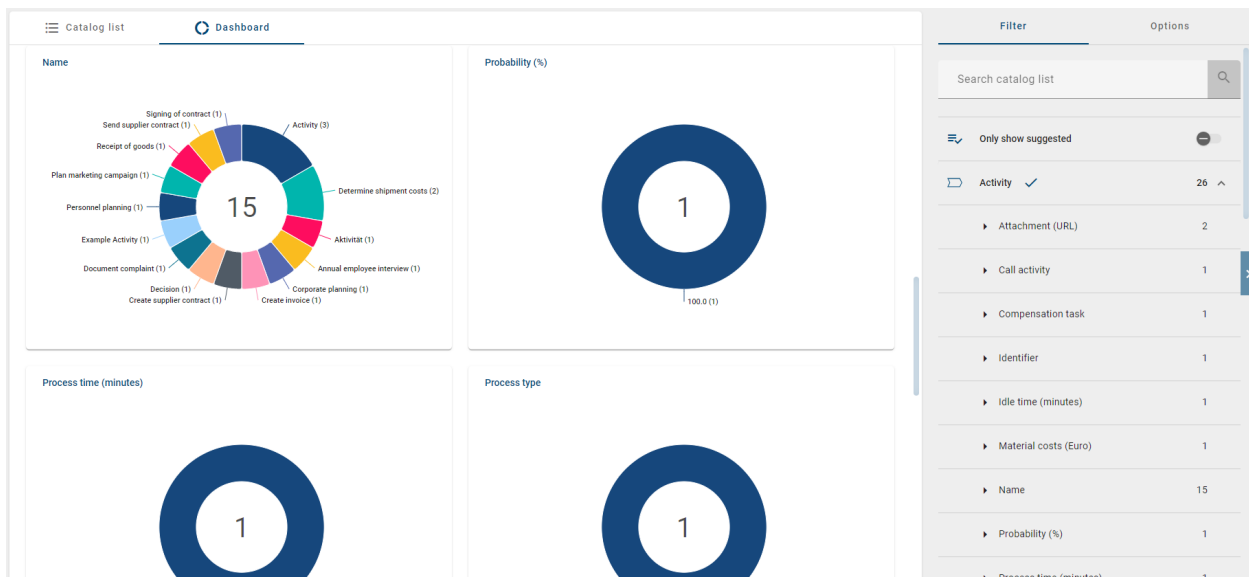 Catalog list
Dashboard
Filter
Options
Name
Probability (%)
Search catalog list
Signing of contract (1)
Send supplier contract (1)
Activity (3)
Receipt of goods (1)
Plan marketing campaign (1)
Determine shipment costs (2)
Personnel planning (1)
15
1
Example Activity (1)
Aktivität (1)
Document complaint (1)
Annual employee interview (1)
Decision (1)
Corporate planning (1)
Create supplier contract (1)
Create invoice (1)
100.0 (1)
Only show suggested
Activity 26
Attachment (URL) 2
Call activity 1
Compensation task 1
Identifier 1
Idle time (minutes) 1
Material costs (Euro) 1
Name 15
Probability (%) 1
Process time (minutes) 1
Process time (minutes)
Process type
1
1